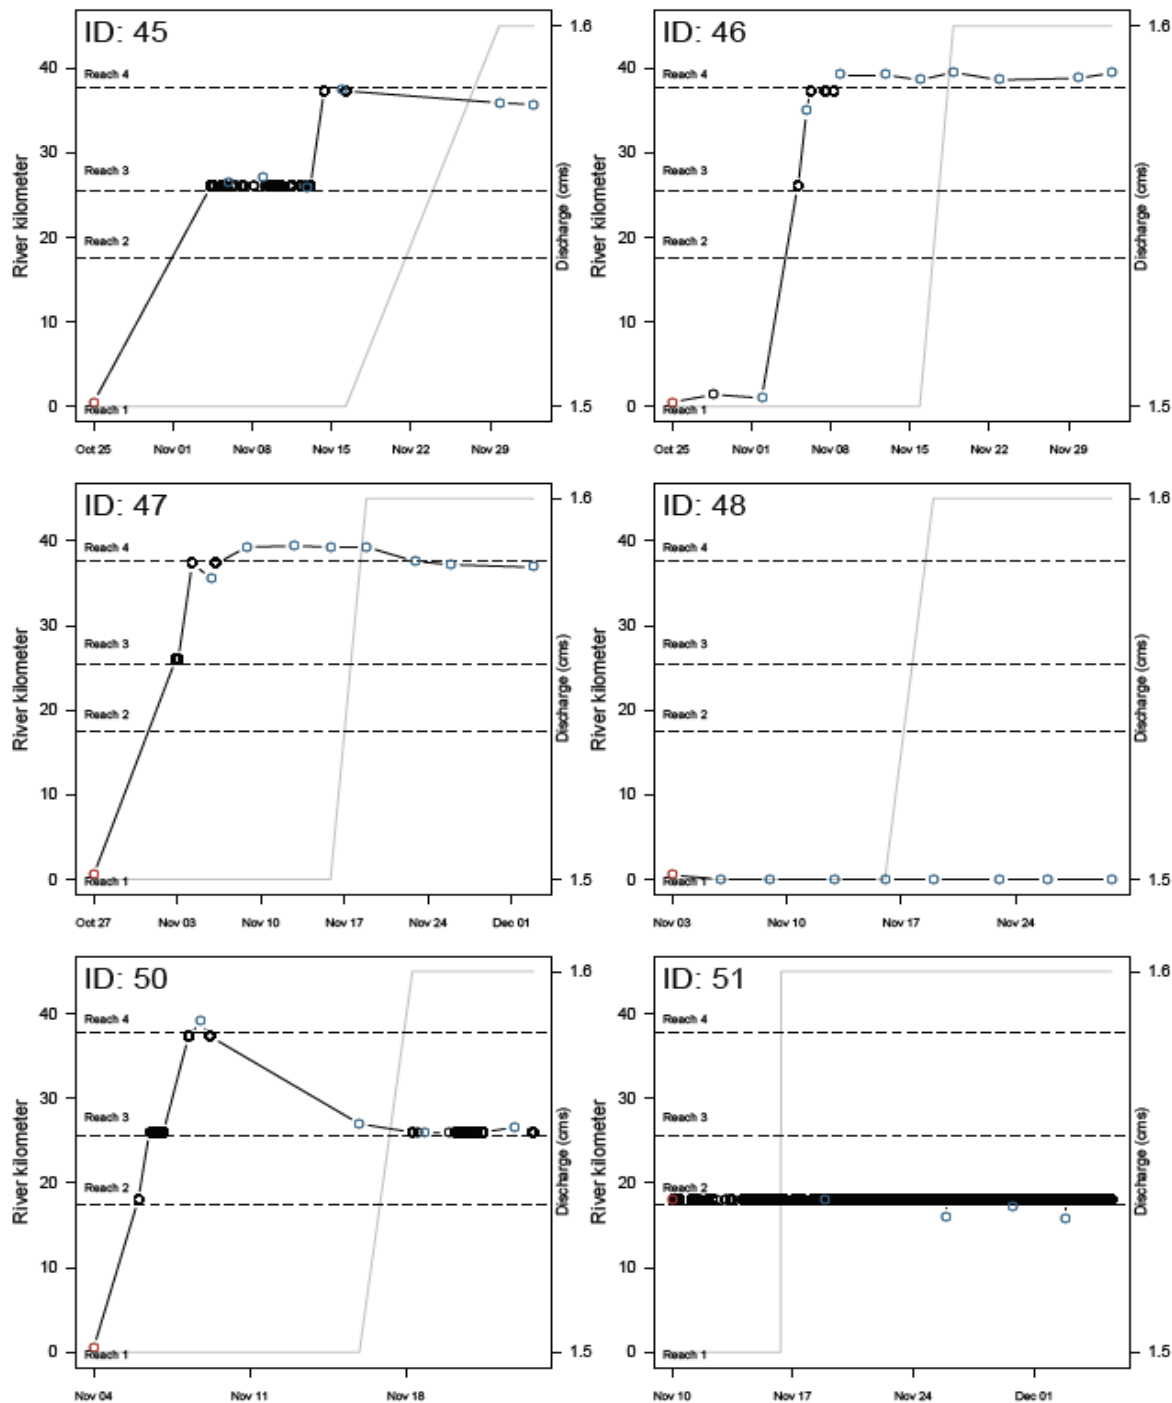 ID: 45
40
30
20
10
0
River kilometer
Reach 4
Reach 3
Reach 2
Reach 1
1.6
1.5
Discharge (cms)
Oct 25 Nov 01 Nov 08 Nov 15 Nov 22 Nov 29
ID: 46
40
30
20
10
0
River kilometer
Reach 4
Reach 3
Reach 2
Reach 1
1.6
1.5
Discharge (cms)
Oct 25 Nov 01 Nov 08 Nov 15 Nov 22 Nov 29
ID: 47
40
30
20
10
0
River kilometer
Reach 4
Reach 3
Reach 2
Reach 1
1.6
1.5
Discharge (cms)
Oct 27 Nov 03 Nov 10 Nov 17 Nov 24 Dec 01
ID: 48
40
30
20
10
0
River kilometer
Reach 4
Reach 3
Reach 2
Reach 1
1.6
1.5
Discharge (cms)
Nov 03 Nov 10 Nov 17 Nov 24
ID: 50
40
30
20
10
0
River kilometer
Reach 4
Reach 3
Reach 2
Reach 1
1.6
1.5
Discharge (cms)
Nov 04 Nov 11 Nov 18
ID: 51
40
30
20
10
0
River kilometer
Reach 4
Reach 3
Reach 2
Reach 1
1.6
1.5
Discharge (cms)
Nov 10 Nov 17 Nov 24 Dec 01